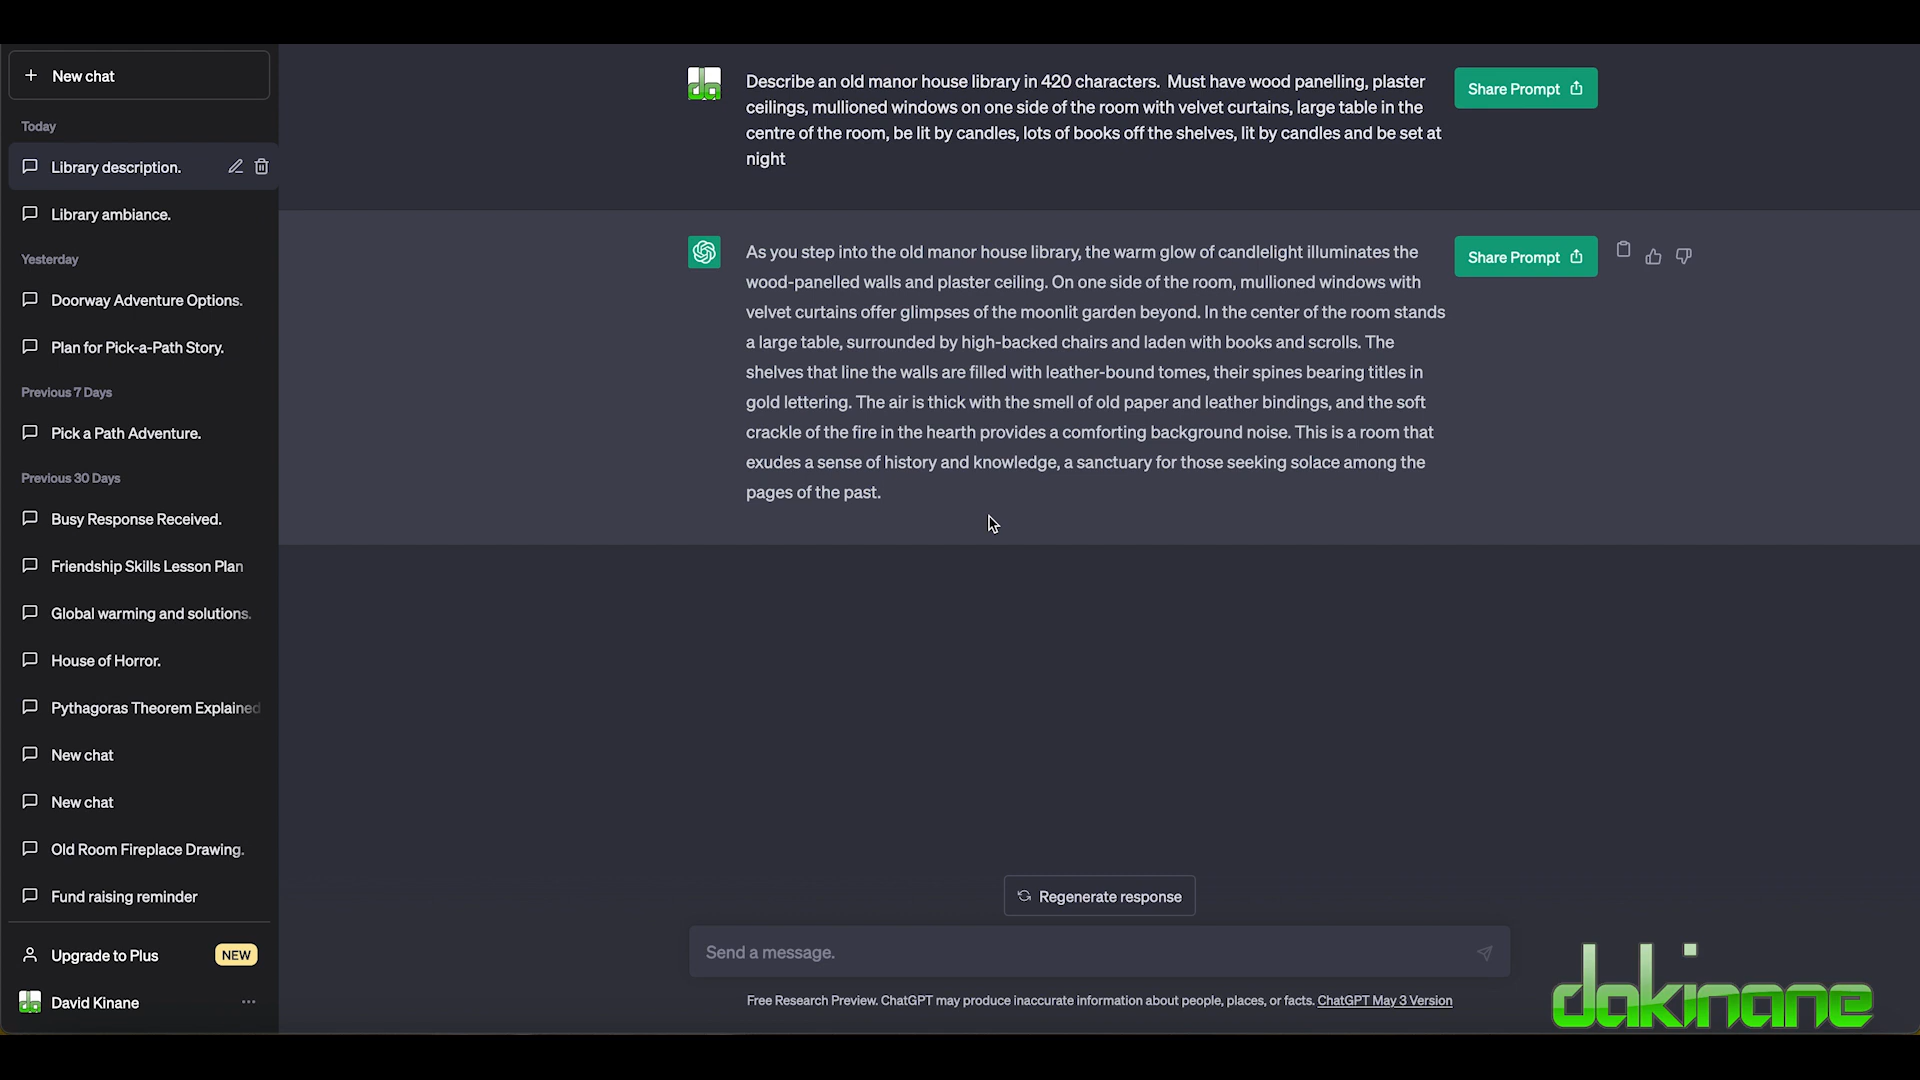 New chat
Today
Library description.
Library ambiance.
Yesterday
Doorway Adventure Options.
Plan for Pick-a-Path Story.
Previous 7 Days
Pick a Path Adventure.
Previous 30 Days
Busy Response Received.
Friendship Skills Lesson Plan
Global warming and solutions.
House of Horror.
Pythagoras Theorem Explained
New chat
New chat
Old Room Fireplace Drawing.
Fund raising reminder
Upgrade to Plus NEW
David Kinane
Describe an old manor house library in 420 characters.  Must have wood panelling, plaster
ceilings, mullioned windows on one side of the room with velvet curtains, large table in the
centre of the room, be lit by candles, lots of books off the shelves, lit by candles and be set at
night
Share Prompt
As you step into the old manor house library, the warm glow of candlelight illuminates the
wood-panelled walls and plaster ceiling. On one side of the room, mullioned windows with
velvet curtains offer glimpses of the moonlit garden beyond. In the center of the room stands
a large table, surrounded by high-backed chairs and laden with books and scrolls. The
shelves that line the walls are filled with leather-bound tomes, their spines bearing titles in
gold lettering. The air is thick with the smell of old paper and leather bindings, and the soft
crackle of the fire in the hearth provides a comforting background noise. This is a room that
exudes a sense of history and knowledge, a sanctuary for those seeking solace among the
pages of the past.
Share Prompt
Regenerate response
Send a message.
Free Research Preview. ChatGPT may produce inaccurate information about people, places, or facts. ChatGPT May 3 Version
dakinane